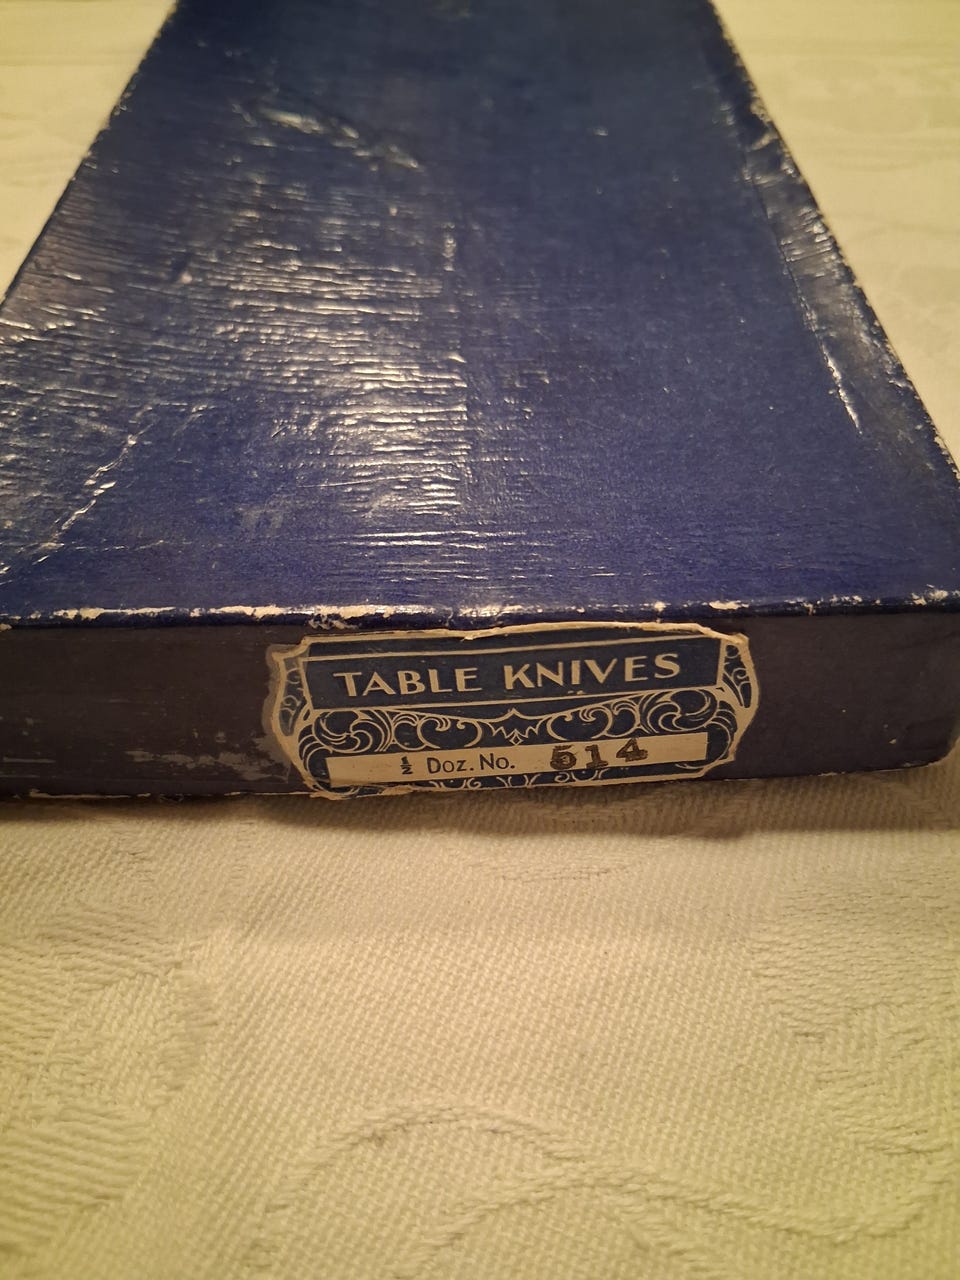 TABLE KNIVES
½ Doz. No. 514